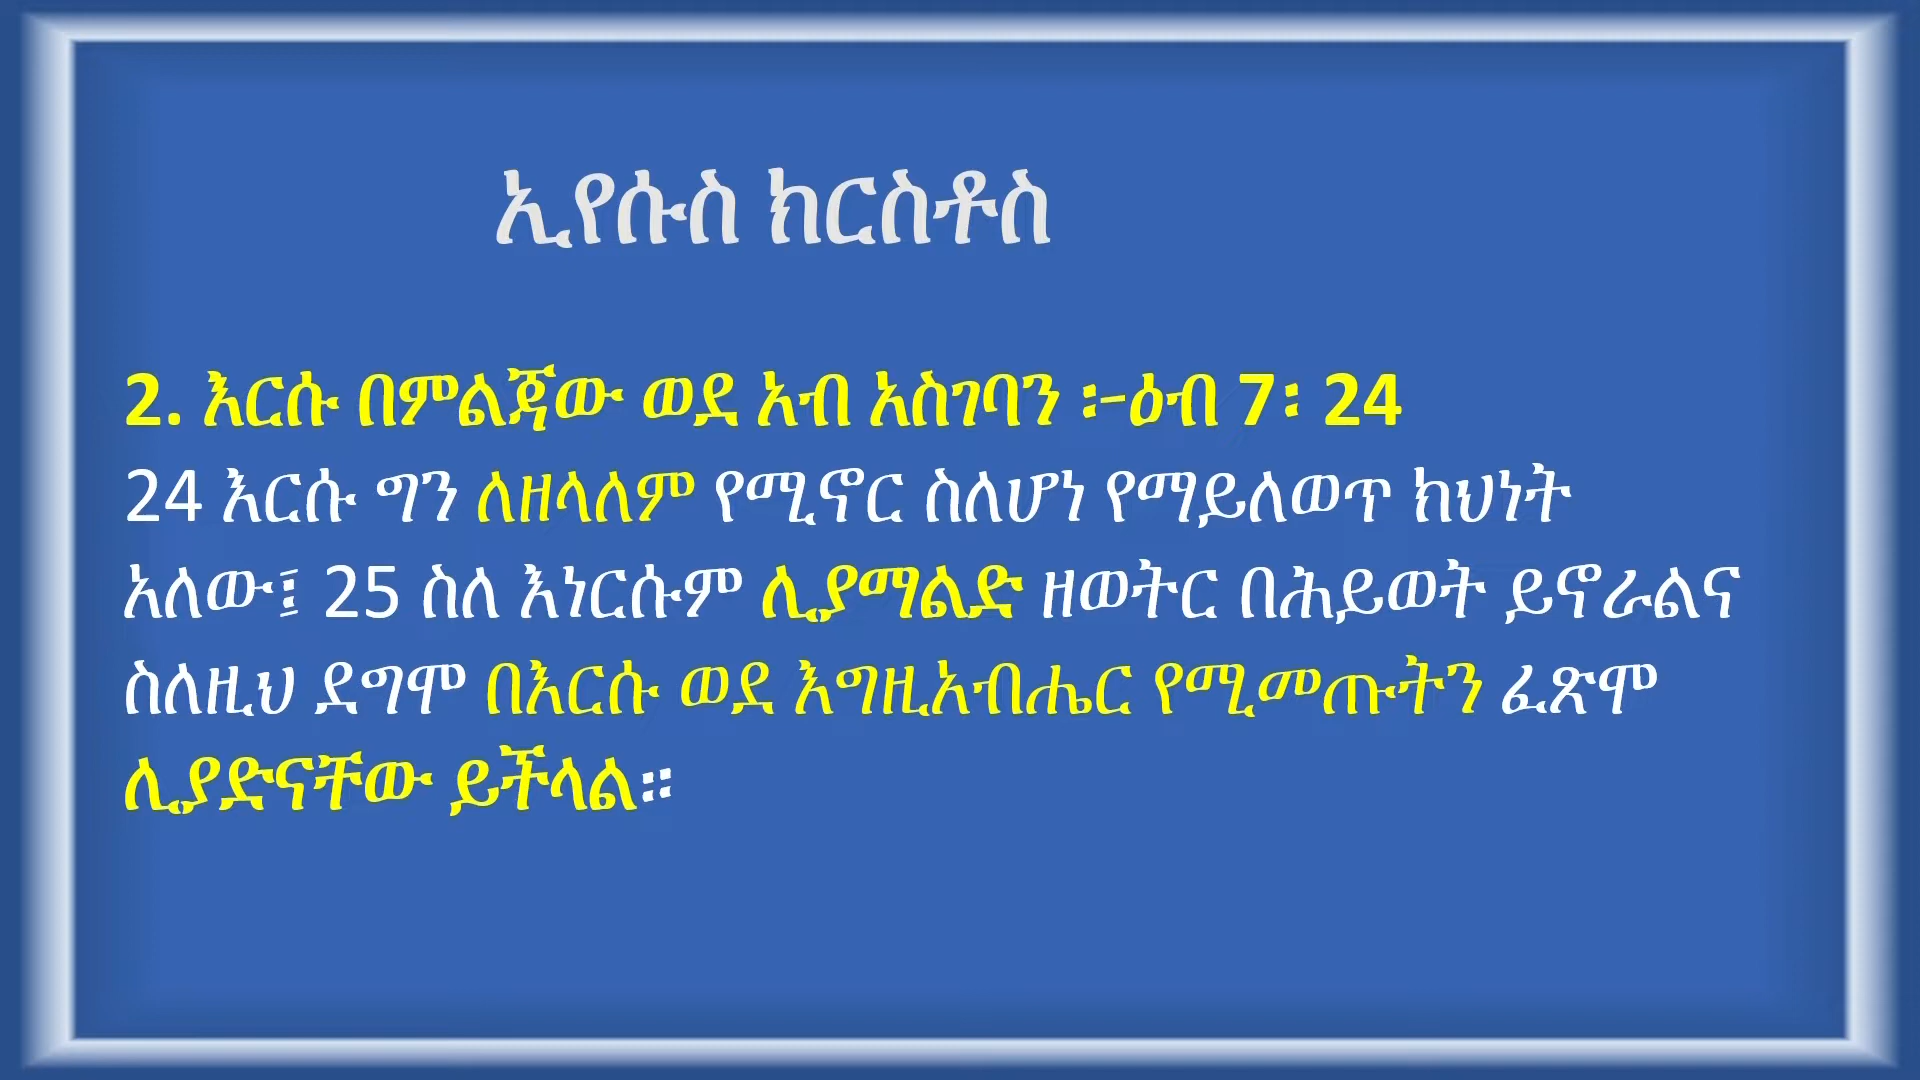 ኢየሱስ ክርስቶስ
2. እርሱ በምልጃው ወደ አብ አስገባን ፡-ዕብ 7፡ 24
24 እርሱ ግን ለዘላለም የሚኖር ስለሆነ የማይለወጥ ክህነት
አለው፤ 25 ስለ እነርሱም ሊያማልድ ዘወትር በሕይወት ይኖራልና
ስለዚህ ደግሞ በእርሱ ወደ እግዚአብሔር የሚመጡትን ፈጽሞ
ሊያድናቸው ይችላል።